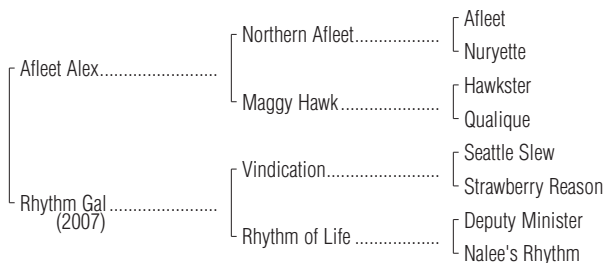 Afleet
Northern Afleet
Nuryette
Afleet Alex
Hawkster
Maggy Hawk
Qualique
Seattle Slew
Vindication
Strawberry Reason
Rhythm Gal
(2007)
Deputy Minister
Rhythm of Life
Nalee's Rhythm